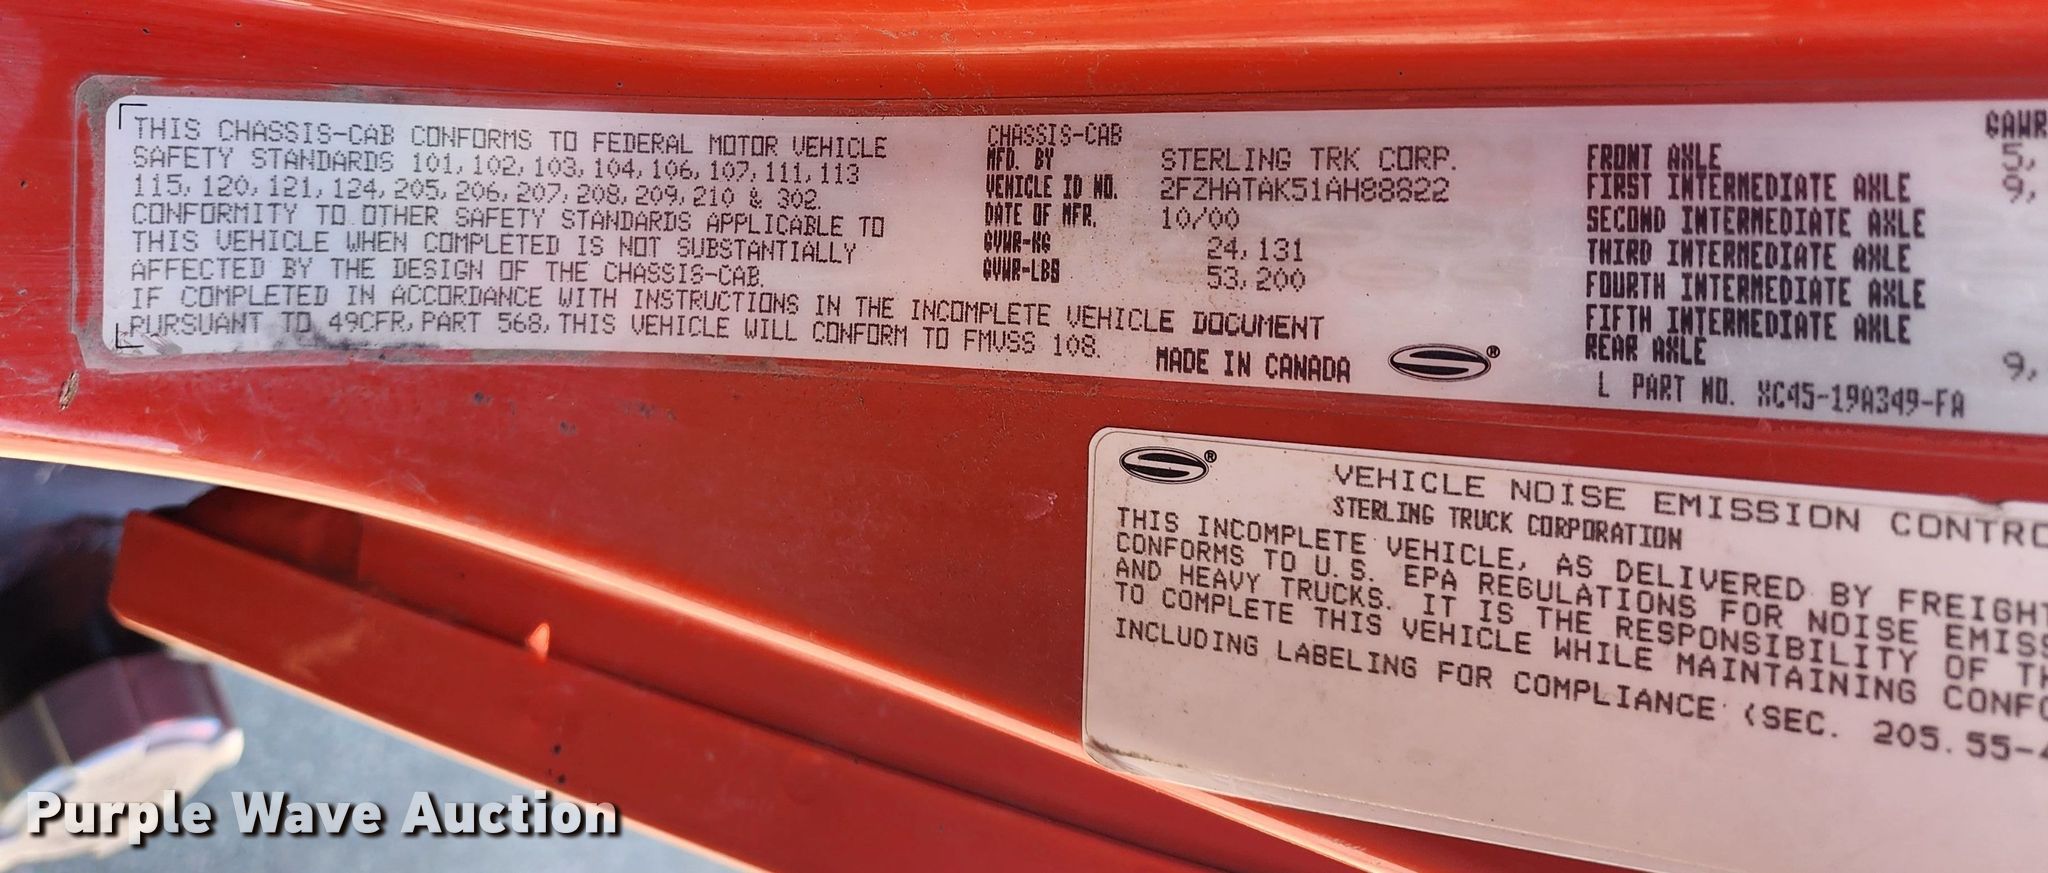 THIS CHASSIS-CAB CONFORMS TO FEDERAL MOTOR VEHICLE
SAFETY STANDARDS 101, 102, 103, 104, 106, 107, 111, 113
115, 120, 121, 124, 205, 206, 207, 208, 209, 210 & 302.
CONFORMITY TO OTHER SAFETY STANDARDS APPLICABLE TO
THIS VEHICLE WHEN COMPLETED IS NOT SUBSTANTIALLY
AFFECTED BY THE DESIGN OF THE CHASSIS-CAB.
IF COMPLETED IN ACCORDANCE WITH INSTRUCTIONS IN THE INCOMPLETE VEHICLE DOCUMENT
PURSUANT TO 49CFR, PART 568, THIS VEHICLE WILL CONFORM TO FMVSS 108.
CHASSIS-CAB
MFD. BY STERLING TRK CORP.
VEHICLE ID NO. 2FZHATAK51AH88822
DATE OF MFR. 10/00
GVWR-KG 24,131
GVWR-LBS 53,200
MADE IN CANADA
GAWR
FRONT AXLE 5,
FIRST INTERMEDIATE AXLE 9,
SECOND INTERMEDIATE AXLE
THIRD INTERMEDIATE AXLE
FOURTH INTERMEDIATE AXLE
FIFTH INTERMEDIATE AXLE
REAR AXLE 9,
L PART NO. XC45-19A349-FA
VEHICLE NOISE EMISSION CONTRO
STERLING TRUCK CORPORATION
THIS INCOMPLETE VEHICLE, AS DELIVERED BY FREIGHT
CONFORMS TO U.S. EPA REGULATIONS FOR NOISE EMISS
AND HEAVY TRUCKS. IT IS THE RESPONSIBILITY OF TH
TO COMPLETE THIS VEHICLE WHILE MAINTAINING CONFO
INCLUDING LABELING FOR COMPLIANCE (SEC. 205.55-4
Purple Wave Auction